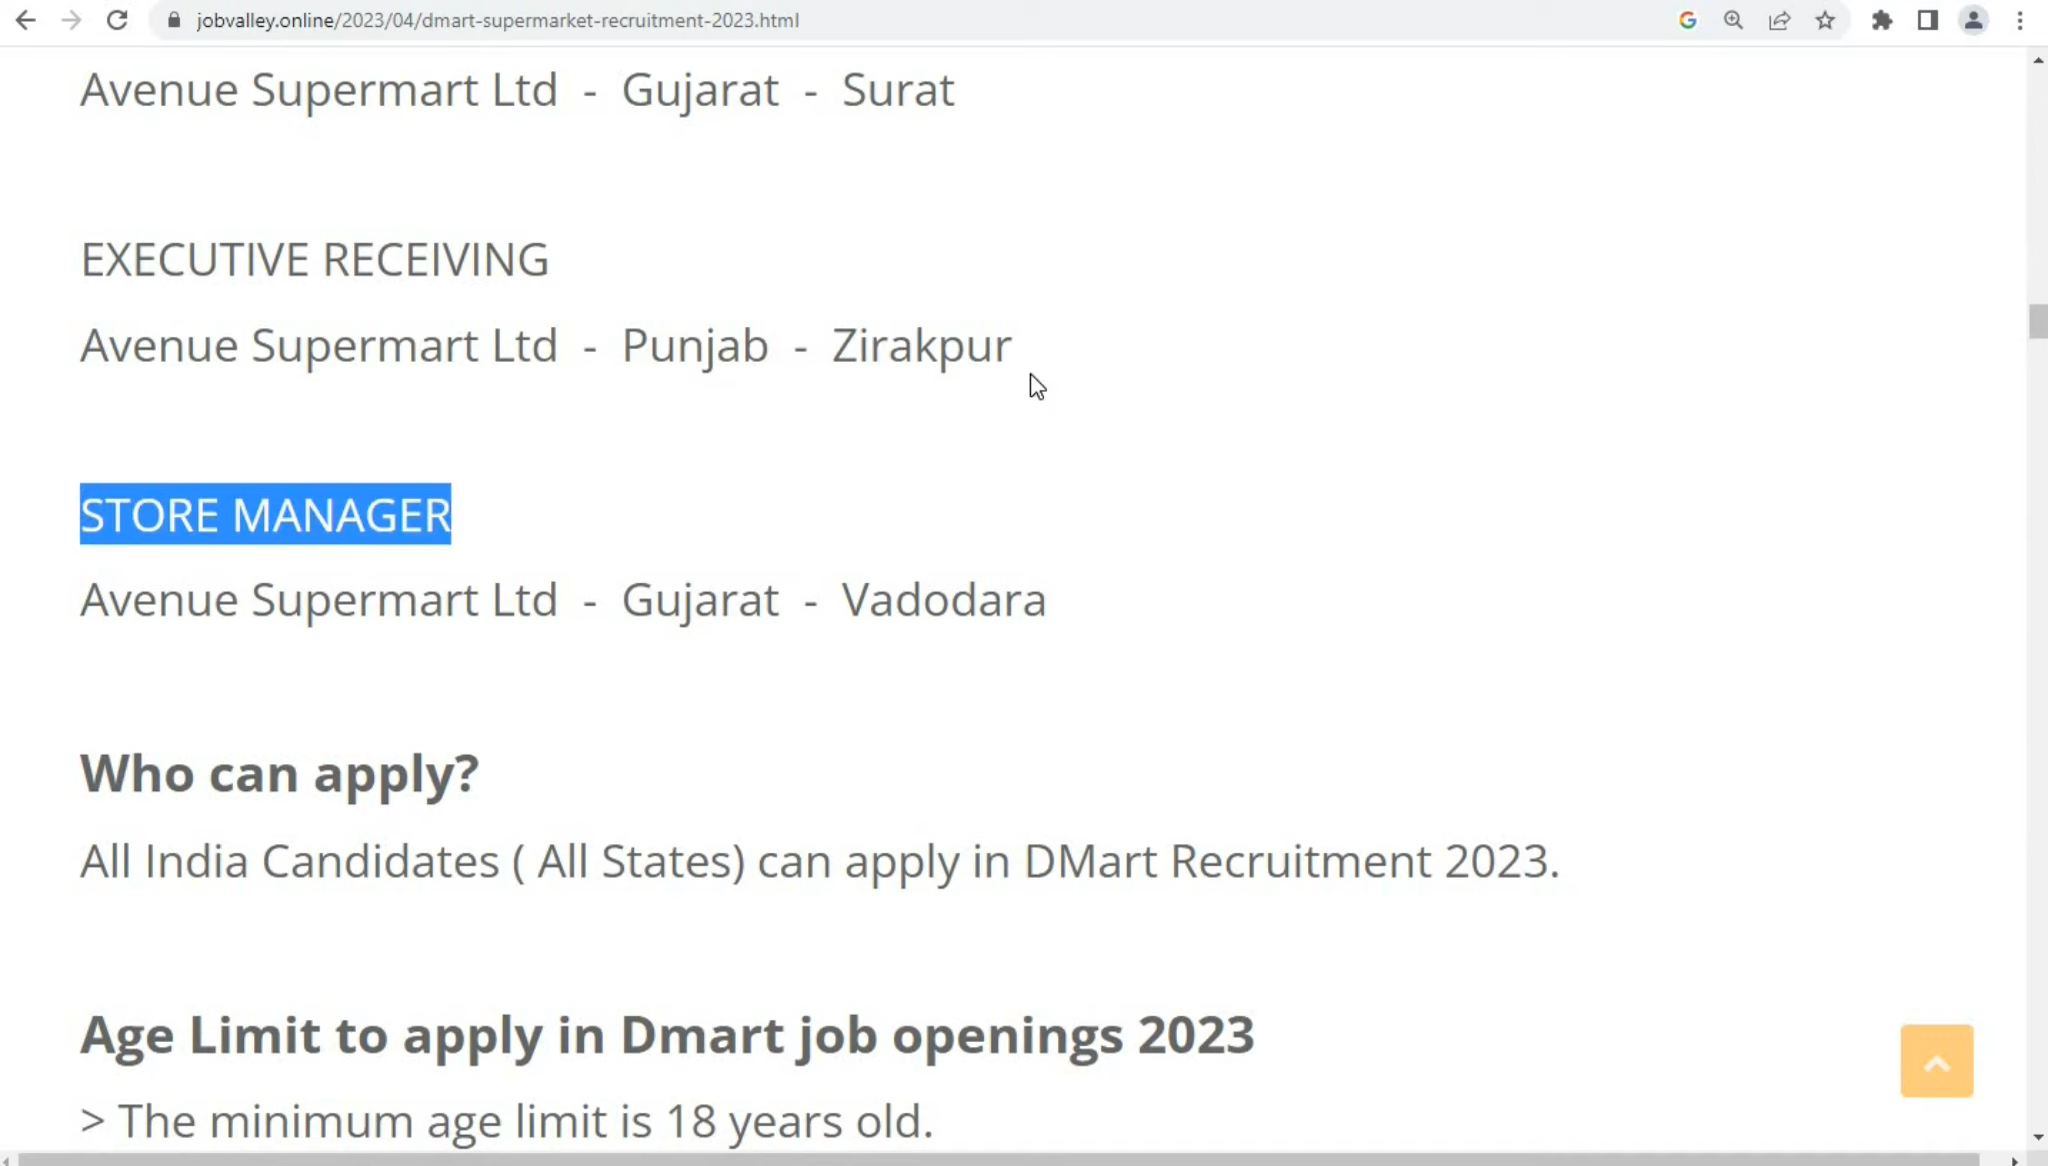 jobvalley.online/2023/04/dmart-supermarket-recruitment-2023.html
Avenue Supermart Ltd - Gujarat - Surat
EXECUTIVE RECEIVING
Avenue Supermart Ltd - Punjab - Zirakpur
STORE MANAGER
Avenue Supermart Ltd - Gujarat - Vadodara
Who can apply?
All India Candidates ( All States) can apply in DMart Recruitment 2023.
Age Limit to apply in Dmart job openings 2023
> The minimum age limit is 18 years old.